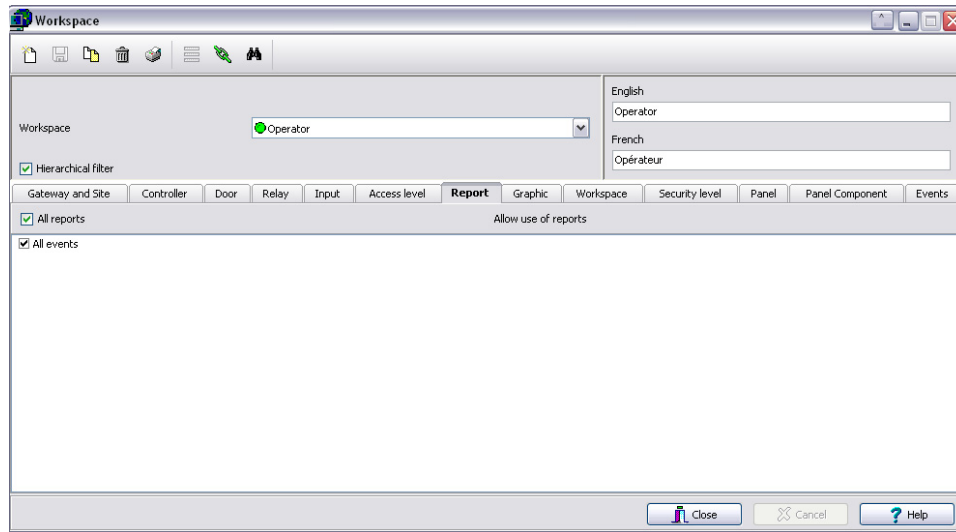 Workspace
English
Operator
Workspace
Operator
French
Opérateur
Hierarchical filter
Gateway and Site Controller Door Relay Input Access level Report Graphic Workspace Security level Panel Panel Component Events
All reports Allow use of reports
All events
Close Cancel ? Help